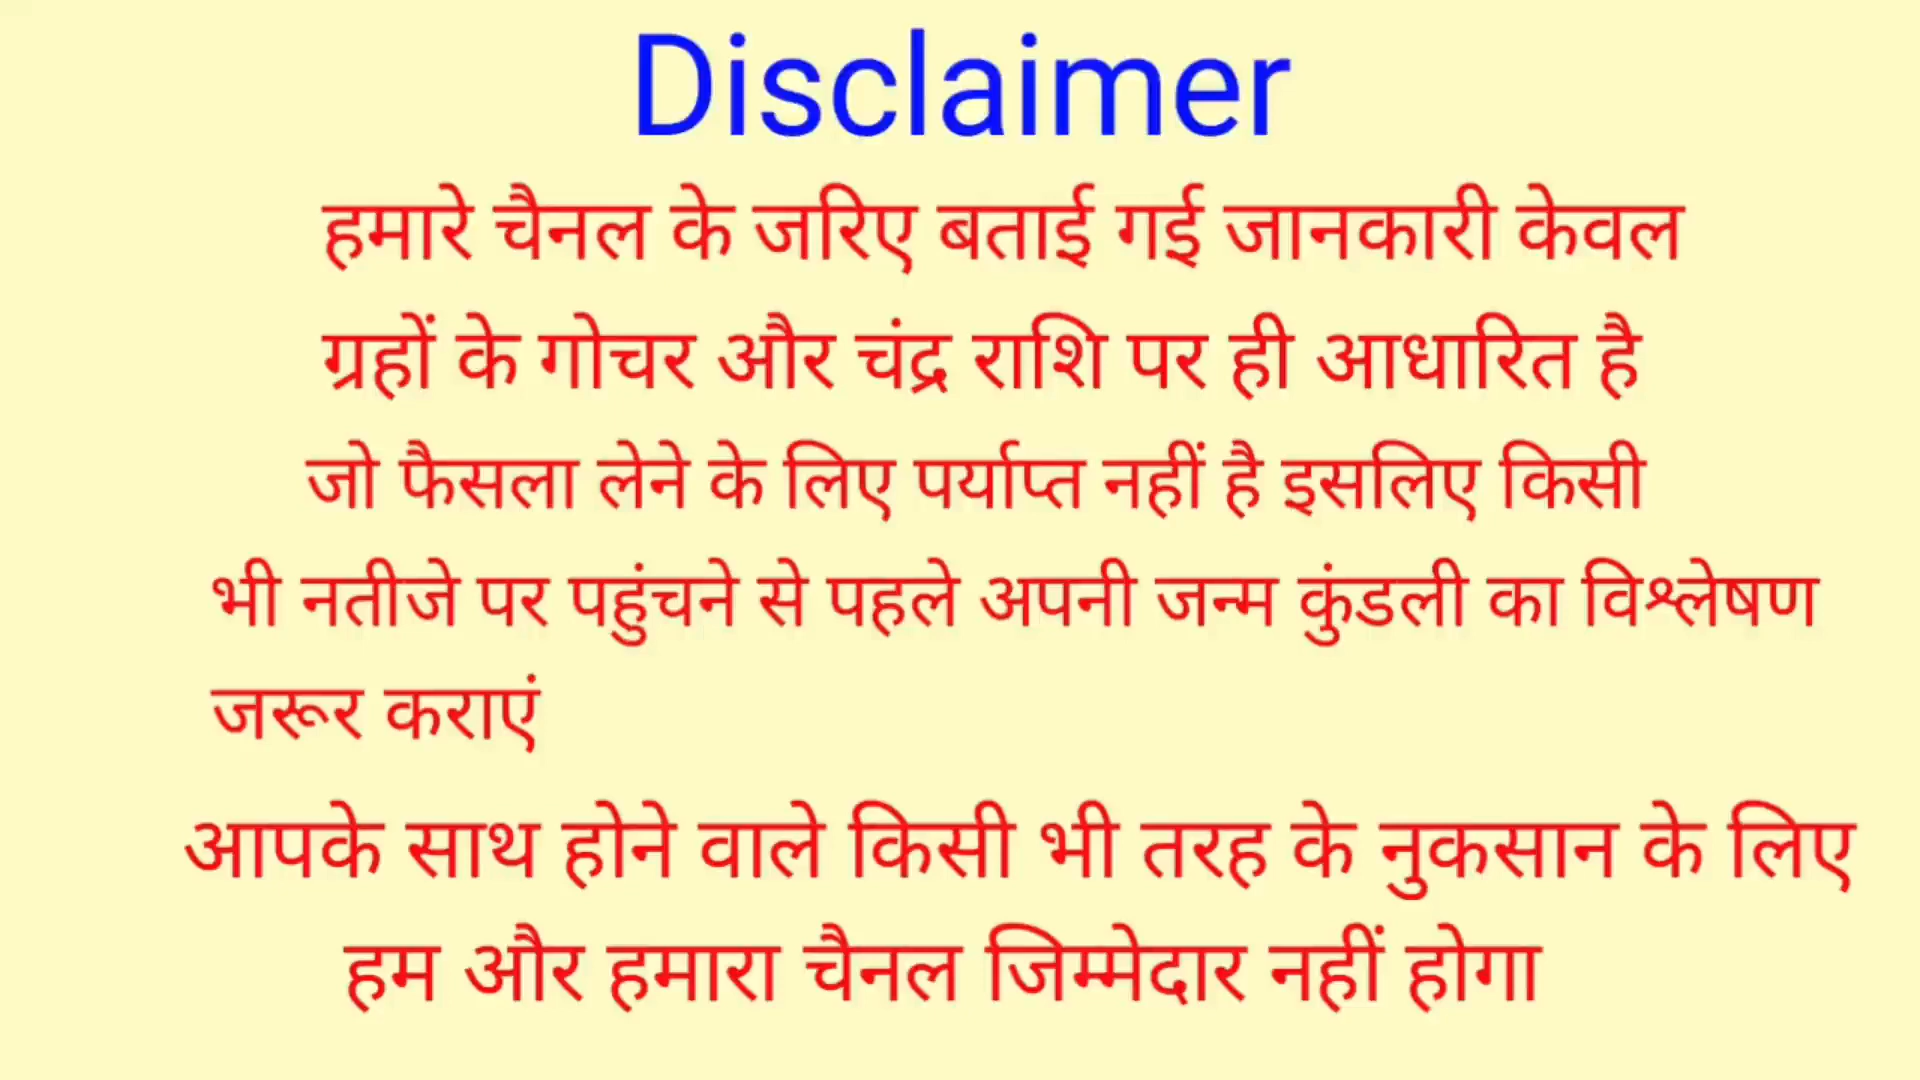 Disclaimer
हमारे चैनल के जरिए बताई गई जानकारी केवल
ग्रहों के गोचर और चंद्र राशि पर ही आधारित है
जो फैसला लेने के लिए पर्याप्त नहीं है इसलिए किसी
भी नतीजे पर पहुंचने से पहले अपनी जन्म कुंडली का विश्लेषण
जरूर कराएं
आपके साथ होने वाले किसी भी तरह के नुकसान के लिए
हम और हमारा चैनल जिम्मेदार नहीं होगा